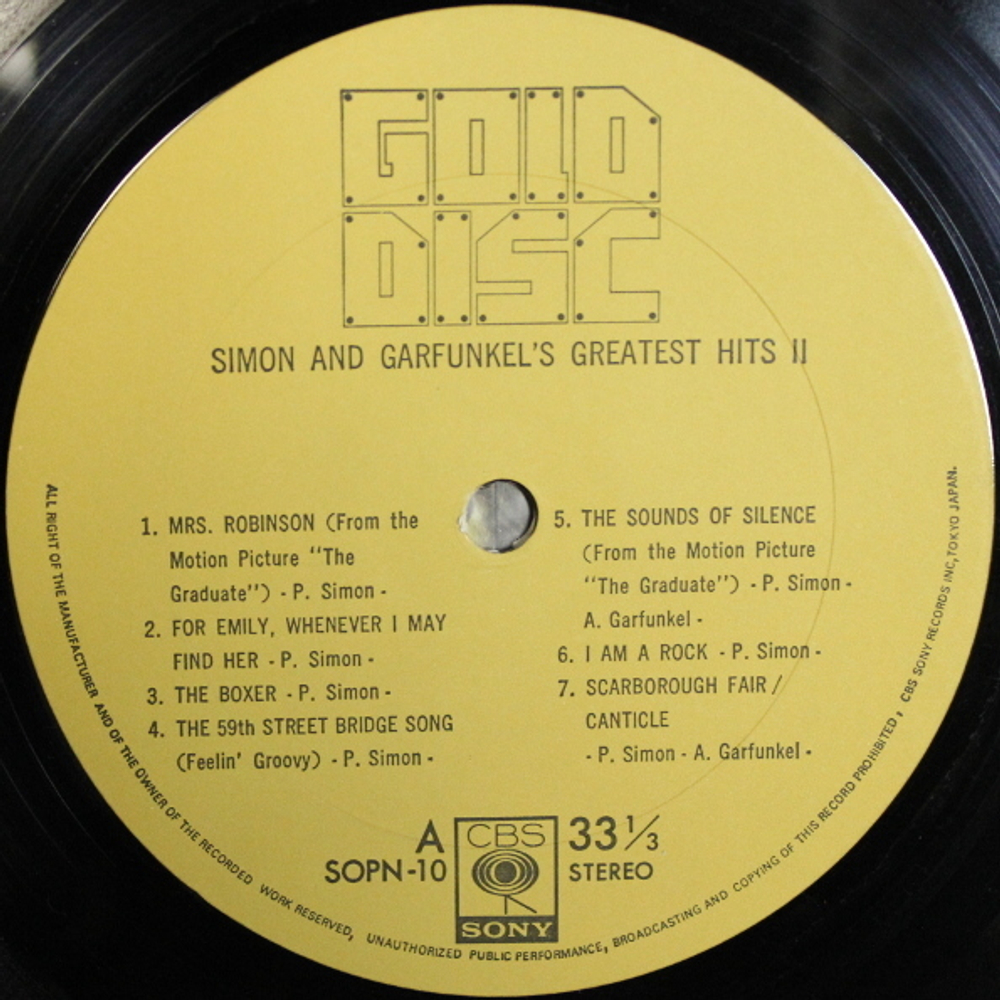 GOLD
DISC
SIMON AND GARFUNKEL'S GREATEST HITS II
1. MRS. ROBINSON (From the
Motion Picture "The
Graduate") - P. Simon -
2. FOR EMILY, WHENEVER I MAY
FIND HER - P. Simon -
3. THE BOXER - P. Simon -
4. THE 59th STREET BRIDGE SONG
(Feelin' Groovy) - P. Simon -
5. THE SOUNDS OF SILENCE
(From the Motion Picture
"The Graduate") - P. Simon -
A. Garfunkel -
6. I AM A ROCK - P. Simon -
7. SCARBOROUGH FAIR /
CANTICLE
- P. Simon - A. Garfunkel -
A
SOPN-10
CBS
SONY
33 1/3
STEREO
ALL RIGHT OF THE MANUFACTURER AND OF THE OWNER OF THE RECORDED WORK RESERVED, UNAUTHORIZED PUBLIC PERFORMANCE, BROADCASTING AND COPYING OF THIS RECORD PROHIBITED, CBS SONY RECORDS INC, TOKYO JAPAN.